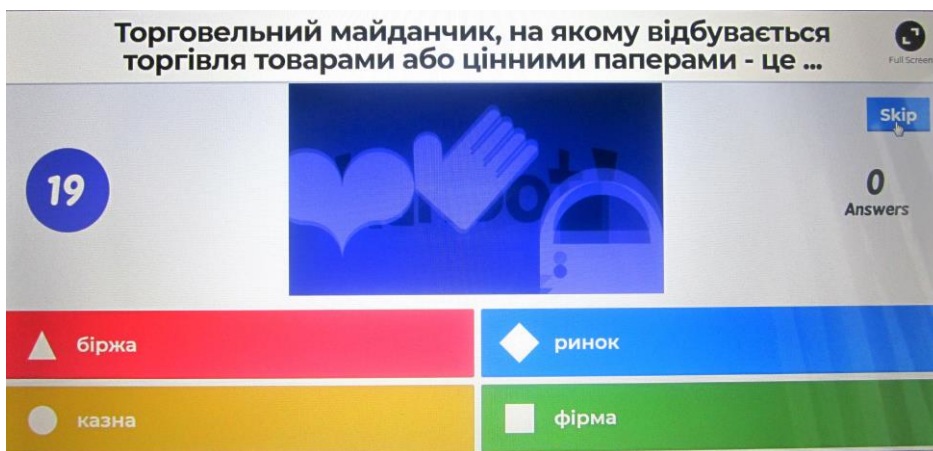 Торговельний майданчик, на якому відбувається
торгівля товарами або цінними паперами - це ...
Full Screen
Skip
19
0
Answers
біржа
ринок
казна
фірма